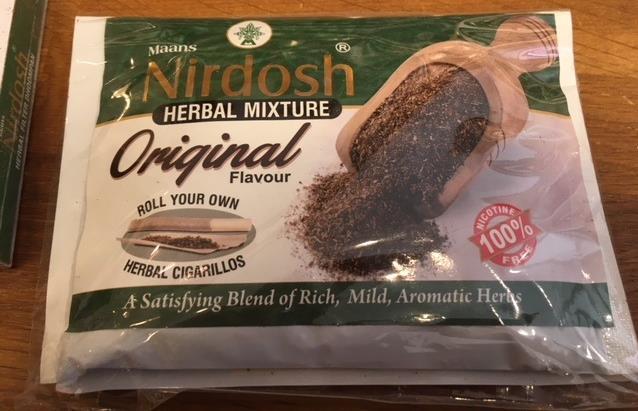 Maans
Nirdosh®
HERBAL MIXTURE
Original
Flavour
ROLL YOUR OWN
HERBAL CIGARILLOS
NICOTINE
100%
FREE
A Satisfying Blend of Rich, Mild, Aromatic Herbs
Nirdosh